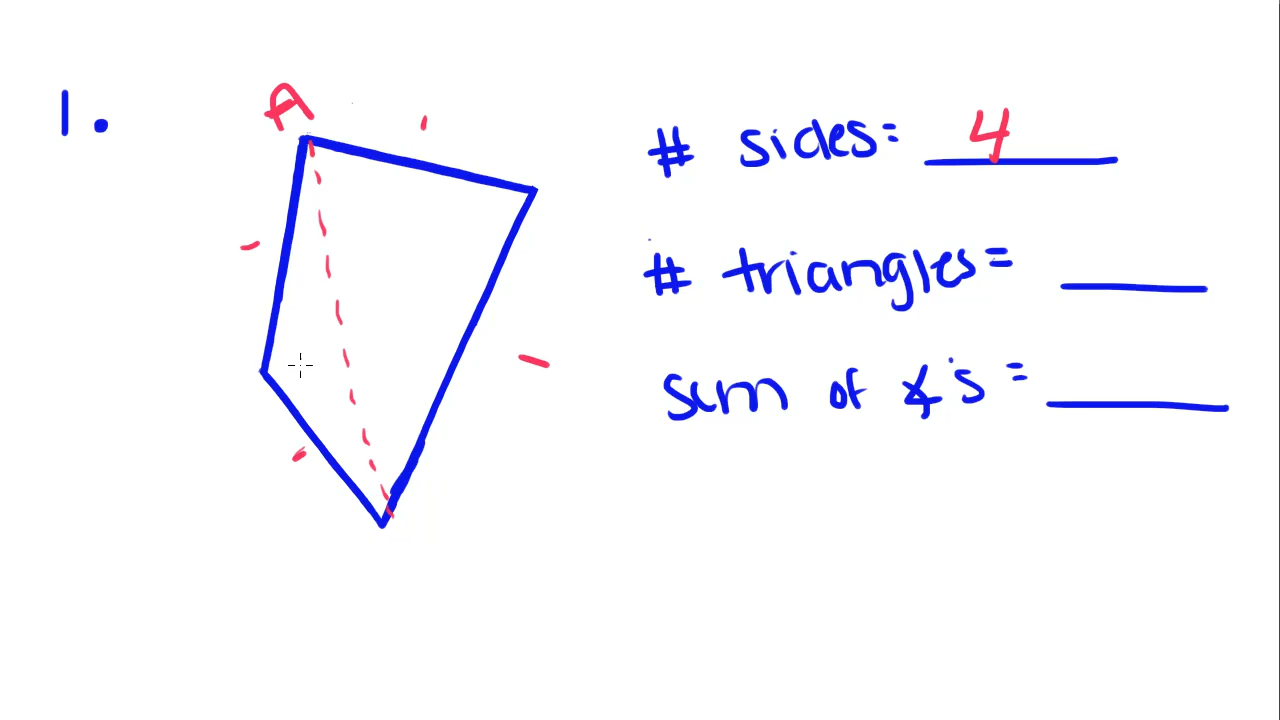 1.
A
# sides= 4
# triangles=
sum of ∡'s =